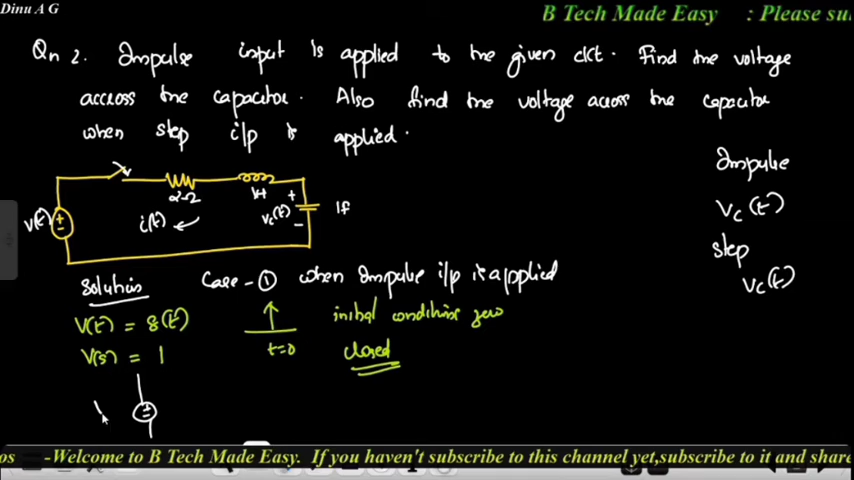 Dinu A G
B Tech Made Easy : Please su
Qn 2. Impulse input is applied to the given ckt. Find the voltage
accross the capacitor. Also find the voltage across the capacitor
when step i/p is applied.
Impulse
Vc(t)
step
Vc(t)
V(t) + - i(t) 2Ω 1H + Vc(t) - 1F
Solution Case - ① when Impulse i/p is applied
V(t) = δ(t) initial conditions zero
t=0
V(s) = 1 closed
os -Welcome to B Tech Made Easy. If you haven't subscribe to this channel yet,subscribe to it and share